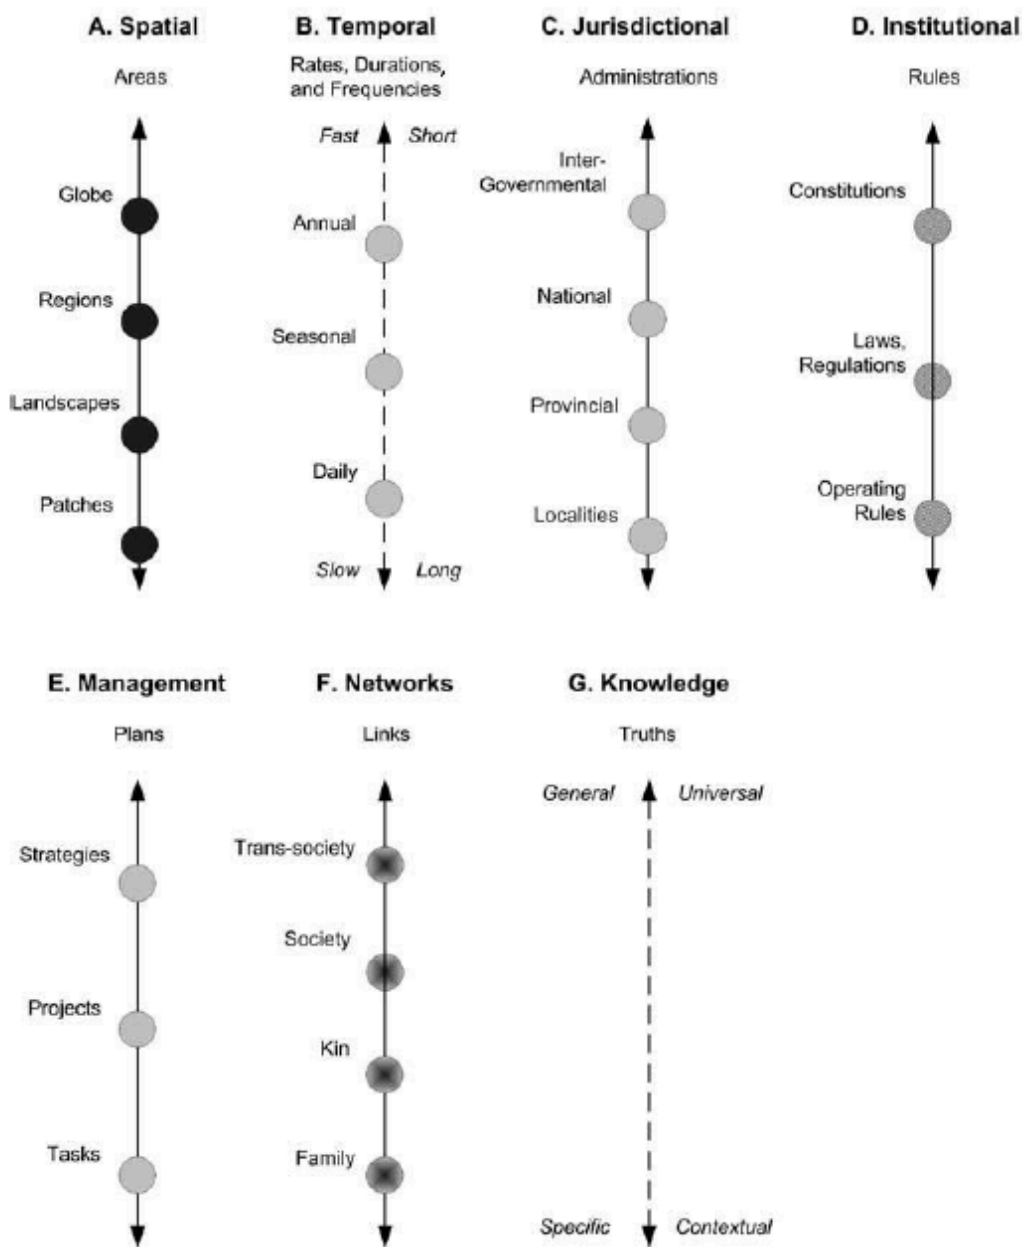 A. Spatial
Areas
Globe
Regions
Landscapes
Patches
B. Temporal
Rates, Durations,
and Frequencies
Fast Short
Annual
Seasonal
Daily
Slow Long
C. Jurisdictional
Administrations
Inter-
Governmental
National
Provincial
Localities
D. Institutional
Rules
Constitutions
Laws,
Regulations
Operating
Rules
E. Management
Plans
Strategies
Projects
Tasks
F. Networks
Links
Trans-society
Society
Kin
Family
G. Knowledge
Truths
General Universal
Specific Contextual